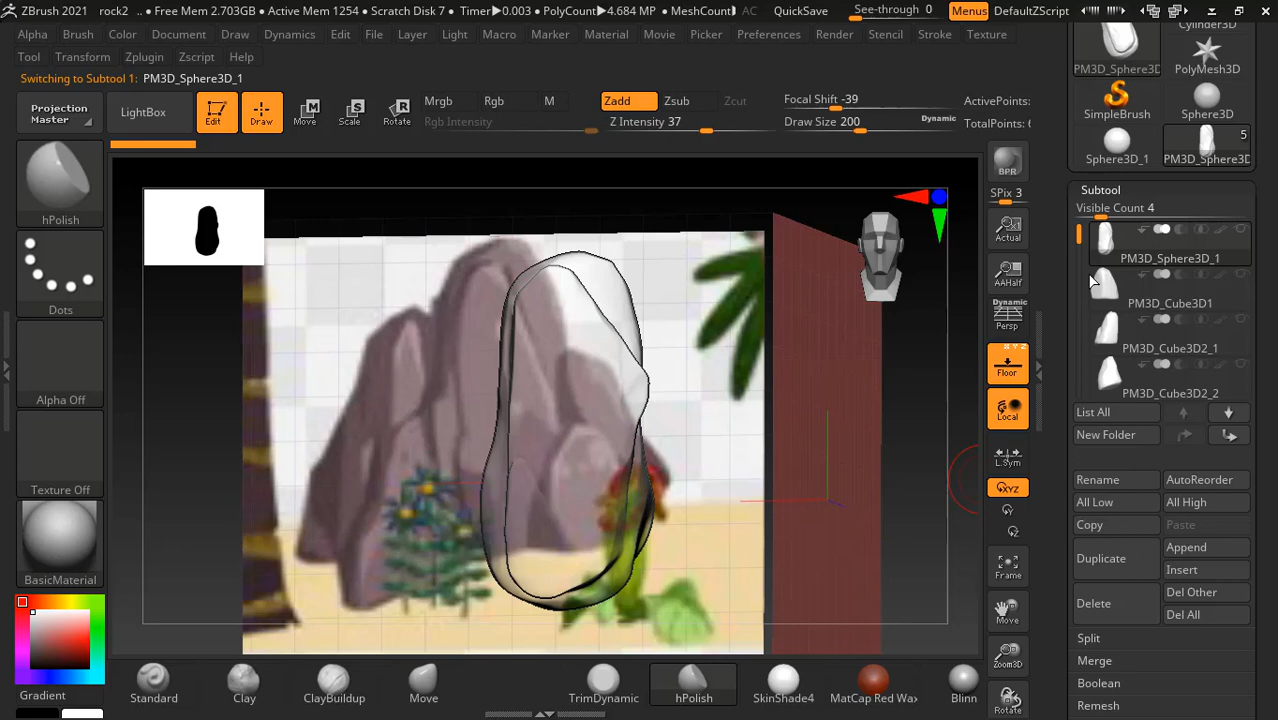 ZBrush 2021 rock2 .. Free Mem 2.703GB • Active Mem 1254 • Scratch Disk 7 • Timer▶0.003 • PolyCount▶4.684 MP • MeshCount▶ AC QuickSave See-through 0 Menus DefaultZScript
Alpha Brush Color Document Draw Dynamics Edit File Layer Light Macro Marker Material Movie Picker Preferences Render Stencil Stroke Texture
Tool Transform Zplugin Zscript Help
Switching to Subtool 1: PM3D_Sphere3D_1
Projection Master
LightBox
Edit
Draw
Move
Scale
Rotate
Mrgb Rgb M
Rgb Intensity
Zadd Zsub Zcut
Z Intensity 37
Focal Shift -39
Draw Size 200
Dynamic
ActivePoints:
TotalPoints: 6
hPolish
Dots
Alpha Off
Texture Off
BasicMaterial
Gradient
BPR
SPix 3
Actual
AAHalf
Dynamic
Persp
X Y Z
Floor
Local
L.Sym
XYZ
Frame
Move
Zoom3D
Rotate
Standard
Clay
ClayBuildup
Move
TrimDynamic
hPolish
SkinShade4
MatCap Red Wax
Blinn
Cylinder3D
PM3D_Sphere3D
PolyMesh3D
SimpleBrush
Sphere3D
5
Sphere3D_1
PM3D_Sphere3D
Subtool
Visible Count 4
PM3D_Sphere3D_1
PM3D_Cube3D1
PM3D_Cube3D2_1
PM3D_Cube3D2_2
List All
New Folder
Rename AutoReorder
All Low All High
Copy Paste
Duplicate Append
Insert
Delete Del Other
Del All
Split
Merge
Boolean
Remesh